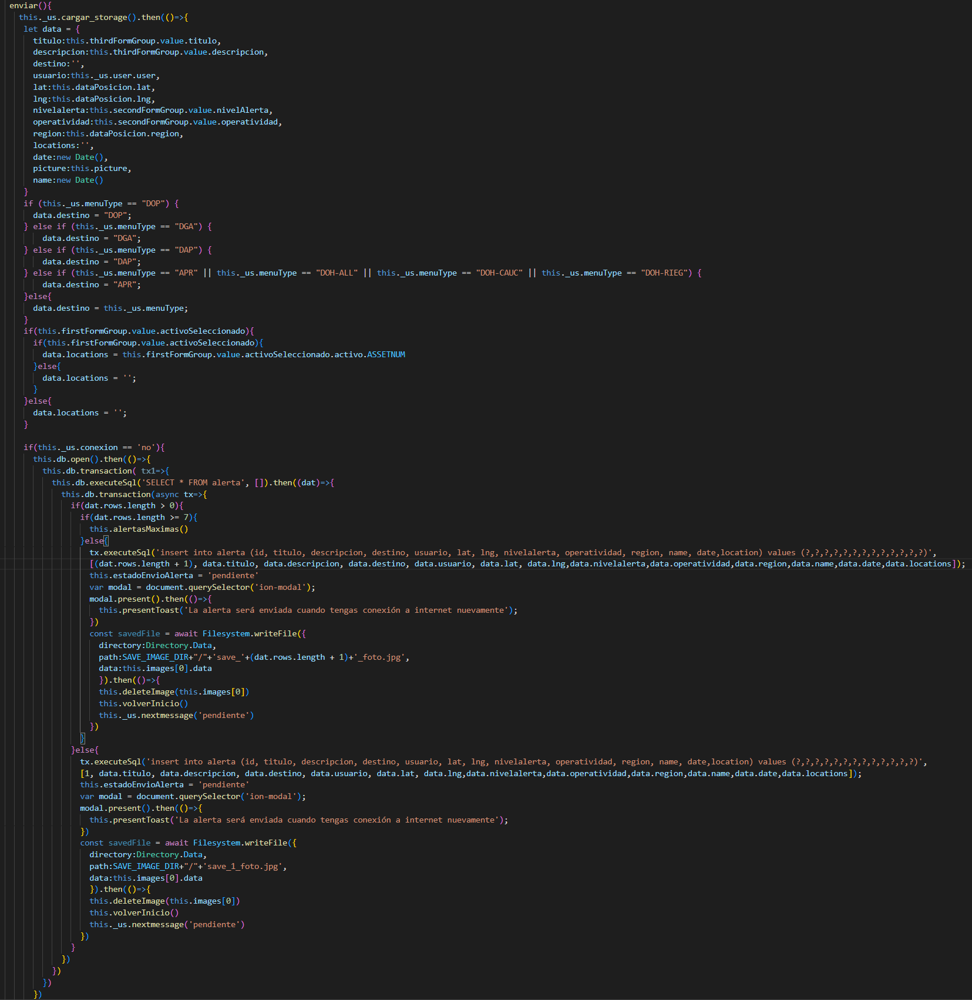 enviar(){
this._us.cargar_storage().then(()=>{
let data = {
titulo:this.thirdFormGroup.value.titulo,
descripcion:this.thirdFormGroup.value.descripcion,
destino:'',
usuario:this._us.user.user,
lat:this.dataPosicion.lat,
lng:this.dataPosicion.lng,
nivelalerta:this.secondFormGroup.value.nivelAlerta,
operatividad:this.secondFormGroup.value.operatividad,
region:this.dataPosicion.region,
locations:'',
date:new Date(),
picture:this.picture,
name:new Date()
}
if (this._us.menuType == "DOP") {
data.destino = "DOP";
} else if (this._us.menuType == "DGA") {
data.destino = "DGA";
} else if (this._us.menuType == "DAP") {
data.destino = "DAP";
} else if (this._us.menuType == "APR" || this._us.menuType == "DOH-ALL" || this._us.menuType == "DOH-CAUC" || this._us.menuType == "DOH-RIEG") {
data.destino = "APR";
}else{
data.destino = this._us.menuType;
}
if(this.firstFormGroup.value.activoSeleccionado){
if(this.firstFormGroup.value.activoSeleccionado){
data.locations = this.firstFormGroup.value.activoSeleccionado.activo.ASSETNUM
}else{
data.locations = '';
}
}else{
data.locations = '';
}
if(this._us.conexion == 'no'){
this.db.open().then(()=>{
this.db.transaction( tx1=>{
this.db.executeSql('SELECT * FROM alerta', []).then((dat)=>{
this.db.transaction(async tx=>{
if(dat.rows.length > 0){
if(dat.rows.length >= 7){
this.alertasMaximas()
}else{
tx.executeSql('insert into alerta (id, titulo, descripcion, destino, usuario, lat, lng, nivelalerta, operatividad, region, name, date,location) values (?,?,?,?,?,?,?,?,?,?,?,?,?)',
[(dat.rows.length + 1), data.titulo, data.descripcion, data.destino, data.usuario, data.lat, data.lng,data.nivelalerta,data.operatividad,data.region,data.name,data.date,data.locations]);
this.estadoEnvioAlerta = 'pendiente'
var modal = document.querySelector('ion-modal');
modal.present().then(()=>{
this.presentToast('La alerta será enviada cuando tengas conexión a internet nuevamente');
})
const savedFile = await Filesystem.writeFile({
directory:Directory.Data,
path:SAVE_IMAGE_DIR+"/"+'save_'+(dat.rows.length + 1)+'_foto.jpg',
data:this.images[0].data
}).then(()=>{
this.deleteImage(this.images[0])
this.volverInicio()
this._us.nextmessage('pendiente')
})
}
}else{
tx.executeSql('insert into alerta (id, titulo, descripcion, destino, usuario, lat, lng, nivelalerta, operatividad, region, name, date,location) values (?,?,?,?,?,?,?,?,?,?,?,?,?)',
[1, data.titulo, data.descripcion, data.destino, data.usuario, data.lat, data.lng,data.nivelalerta,data.operatividad,data.region,data.name,data.date,data.locations]);
this.estadoEnvioAlerta = 'pendiente'
var modal = document.querySelector('ion-modal');
modal.present().then(()=>{
this.presentToast('La alerta será enviada cuando tengas conexión a internet nuevamente');
})
const savedFile = await Filesystem.writeFile({
directory:Directory.Data,
path:SAVE_IMAGE_DIR+"/"+'save_1_foto.jpg',
data:this.images[0].data
}).then(()=>{
this.deleteImage(this.images[0])
this.volverInicio()
this._us.nextmessage('pendiente')
})
}
})
})
})
})